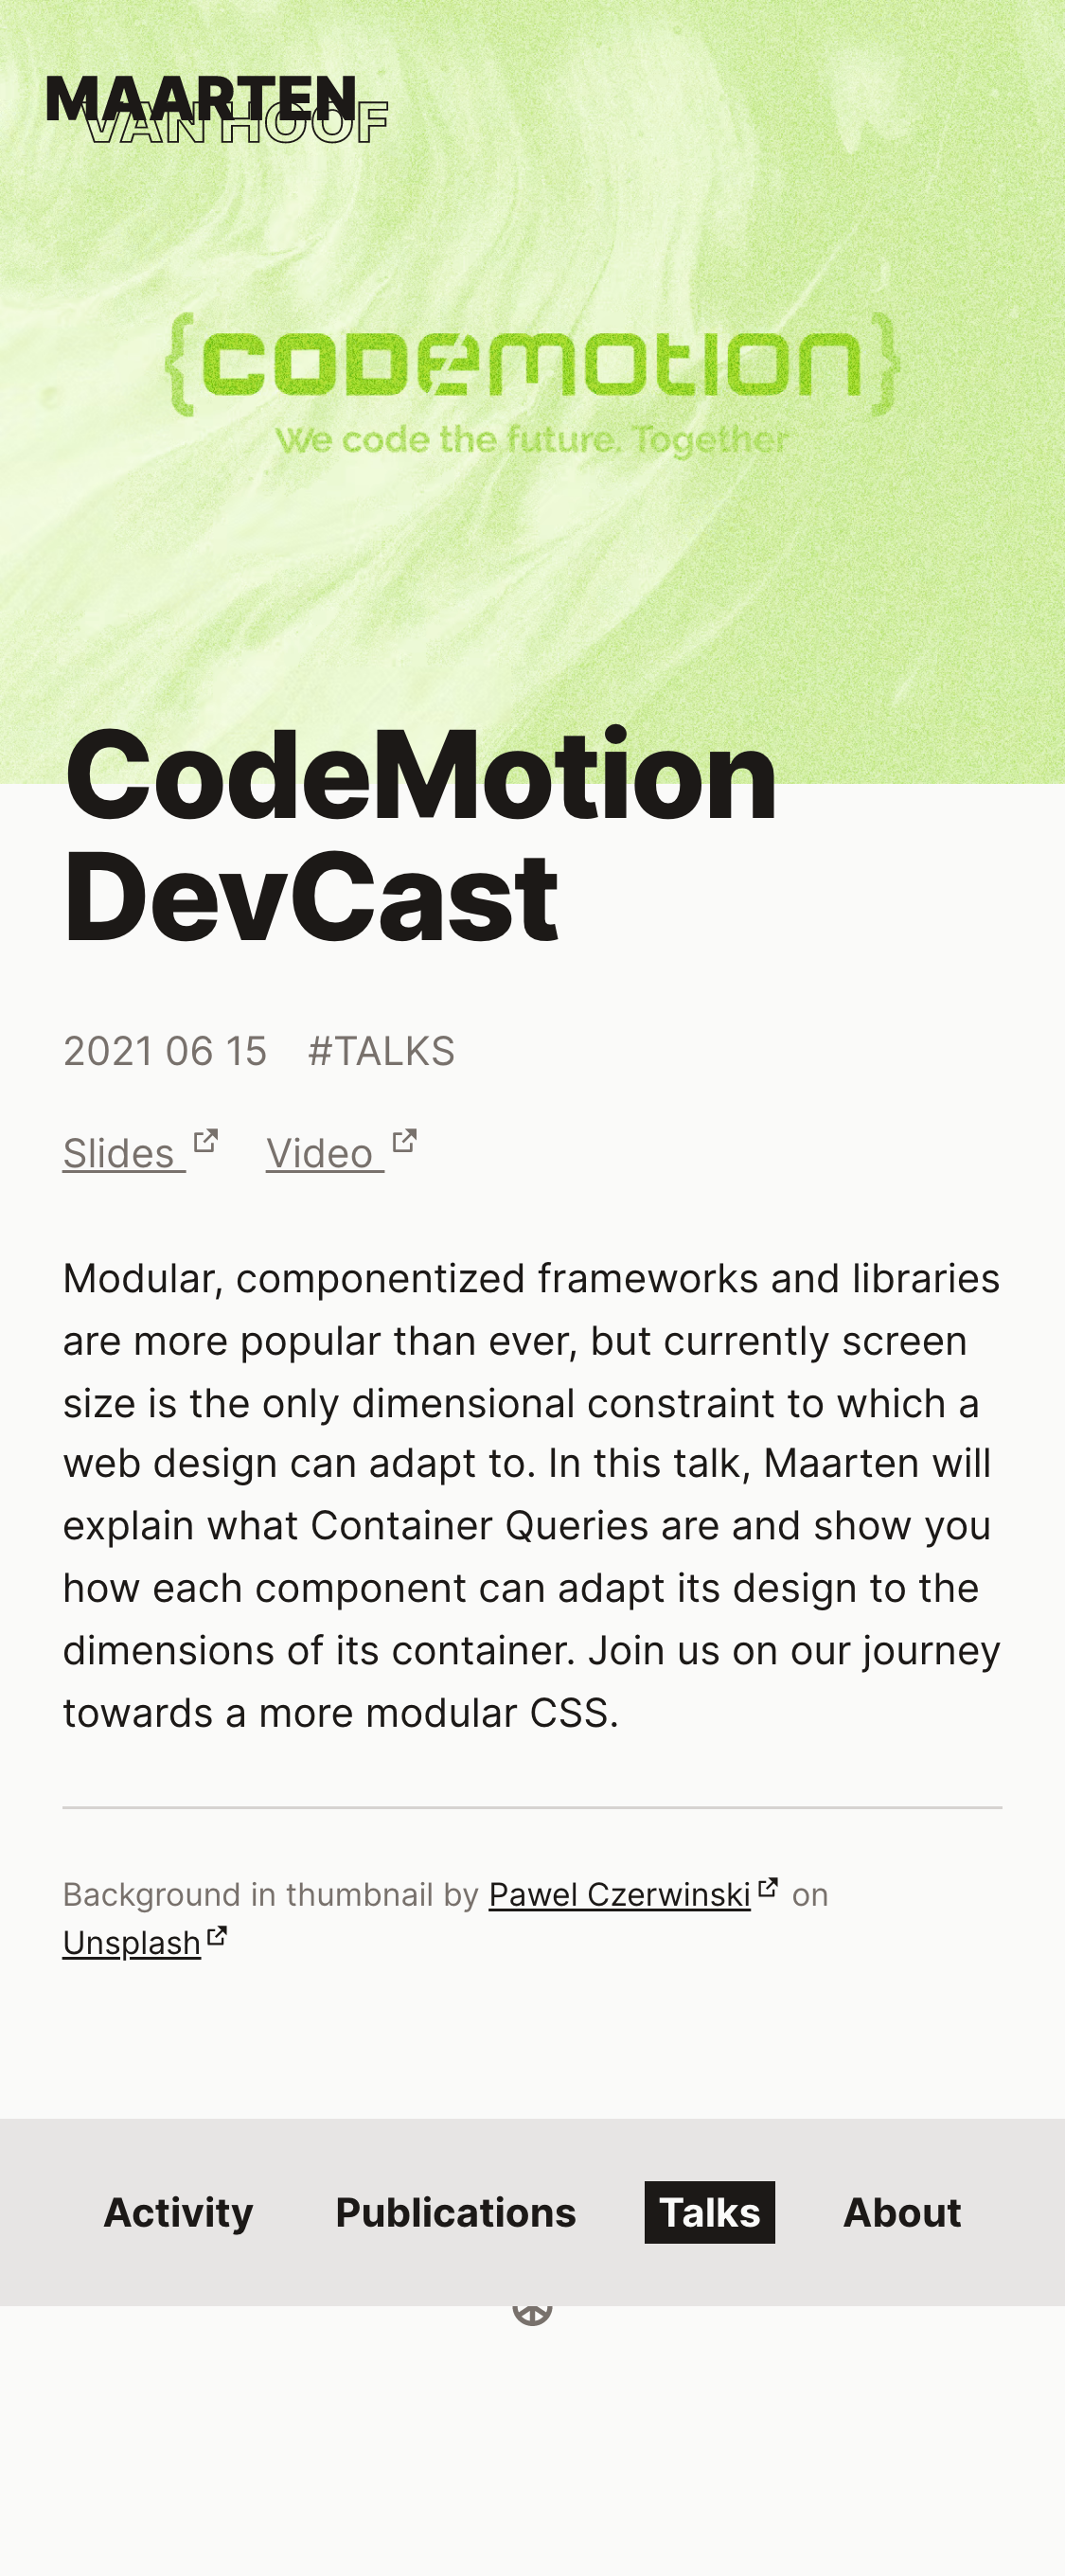 MAARTEN
VAN HOOF
{CODEMOTION}
We code the future. Together
CodeMotion
DevCast
2021 06 15 #TALKS
Slides Video
Modular, componentized frameworks and libraries
are more popular than ever, but currently screen
size is the only dimensional constraint to which a
web design can adapt to. In this talk, Maarten will
explain what Container Queries are and show you
how each component can adapt its design to the
dimensions of its container. Join us on our journey
towards a more modular CSS.
Background in thumbnail by Pawel Czerwinski on
Unsplash
Activity Publications Talks About